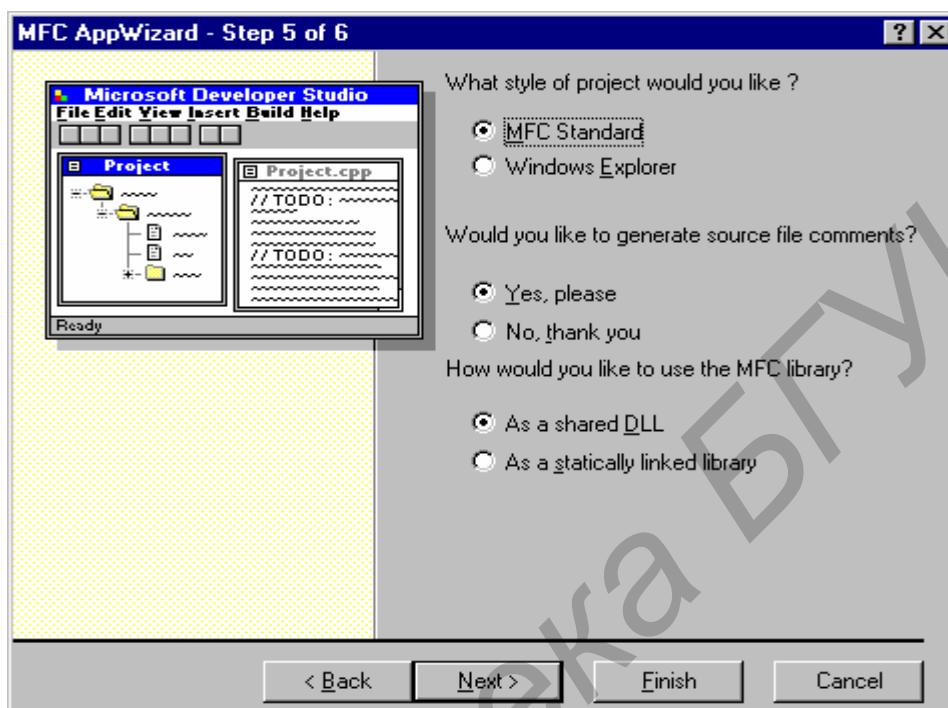 MFC AppWizard - Step 5 of 6
Microsoft Developer Studio
File Edit View Insert Build Help
Project
Project.cpp
// TODO:
// TODO:
Ready
What style of project would you like ?
MFC Standard
Windows Explorer
Would you like to generate source file comments?
Yes, please
No, thank you
How would you like to use the MFC library?
As a shared DLL
As a statically linked library
< Back
Next >
Finish
Cancel
ека БГУ